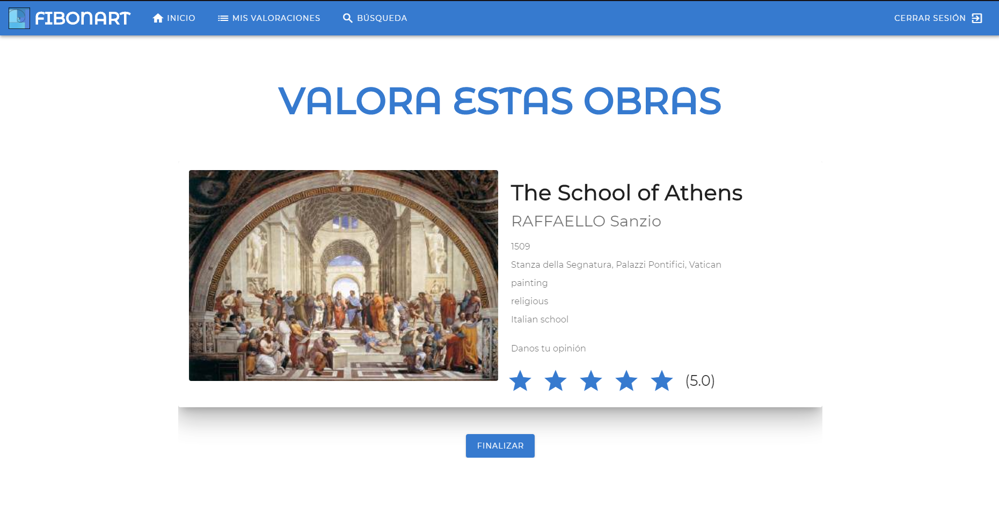 FIBONART
INICIO
MIS VALORACIONES
BÚSQUEDA
CERRAR SESIÓN
VALORA ESTAS OBRAS
The School of Athens
RAFFAELLO Sanzio
1509
Stanza della Segnatura, Palazzi Pontifici, Vatican
painting
religious
Italian school
Danos tu opinión
(5.0)
FINALIZAR